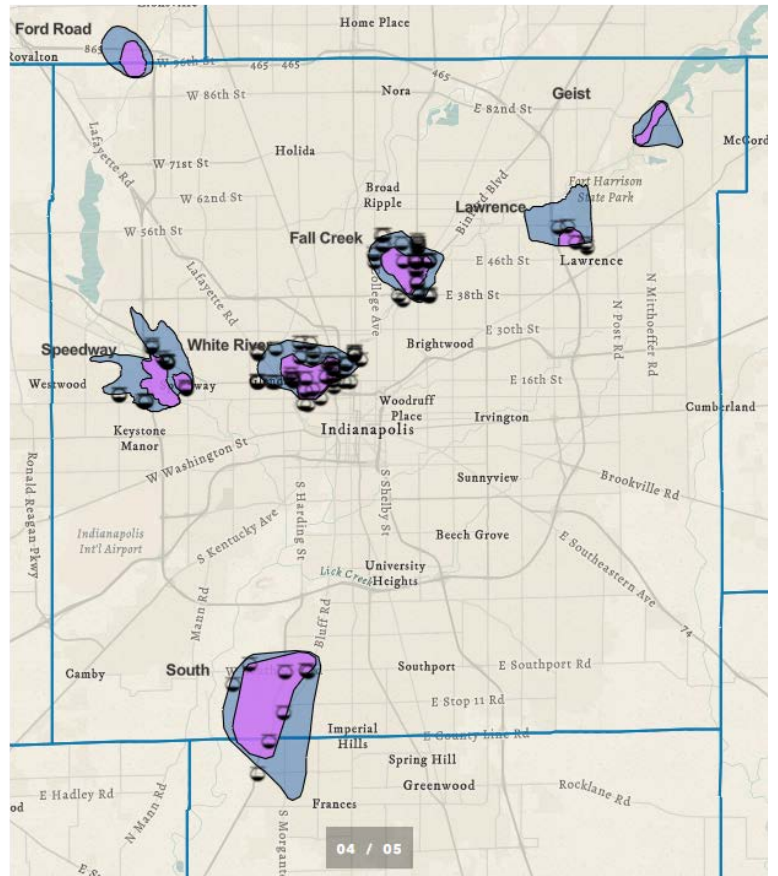 Ford Road
Home Place
Royalton
865
W 96th St
465
465
465
W 86th St
Nora
E 82nd St
Geist
Lafayette Rd
W 71st St
Holida
McCord
W 62nd St
Broad
Ripple
Binford Blvd
Fort Harrison
State Park
Lawrence
W 56th St
Fall Creek
E 46th St
Lawrence
Lafayette Rd
College Ave
E 38th St
N Post Rd
N Mitthoeffer Rd
Speedway
White River
Brightwood
E 30th St
Westwood
E 16th St
Woodruff
Place
Cumberland
Keystone
Manor
Indianapolis
Irvington
W Washington St
Ronald Reagan Pkwy
S Harding St
S Shelby St
Sunnyview
Brookville Rd
Indianapolis
Int'l Airport
S Kentucky Ave
Beech Grove
E Southeastern Ave
Lick Creek
University
Heights
Mann Rd
Bluff Rd
74
Camby
South
Southport
E Southport Rd
E Stop 11 Rd
Imperial
Hills
E County Line Rd
Spring Hill
E Hadley Rd
N Mann Rd
Greenwood
Rocklane Rd
Frances
S Morgant
04 / 05